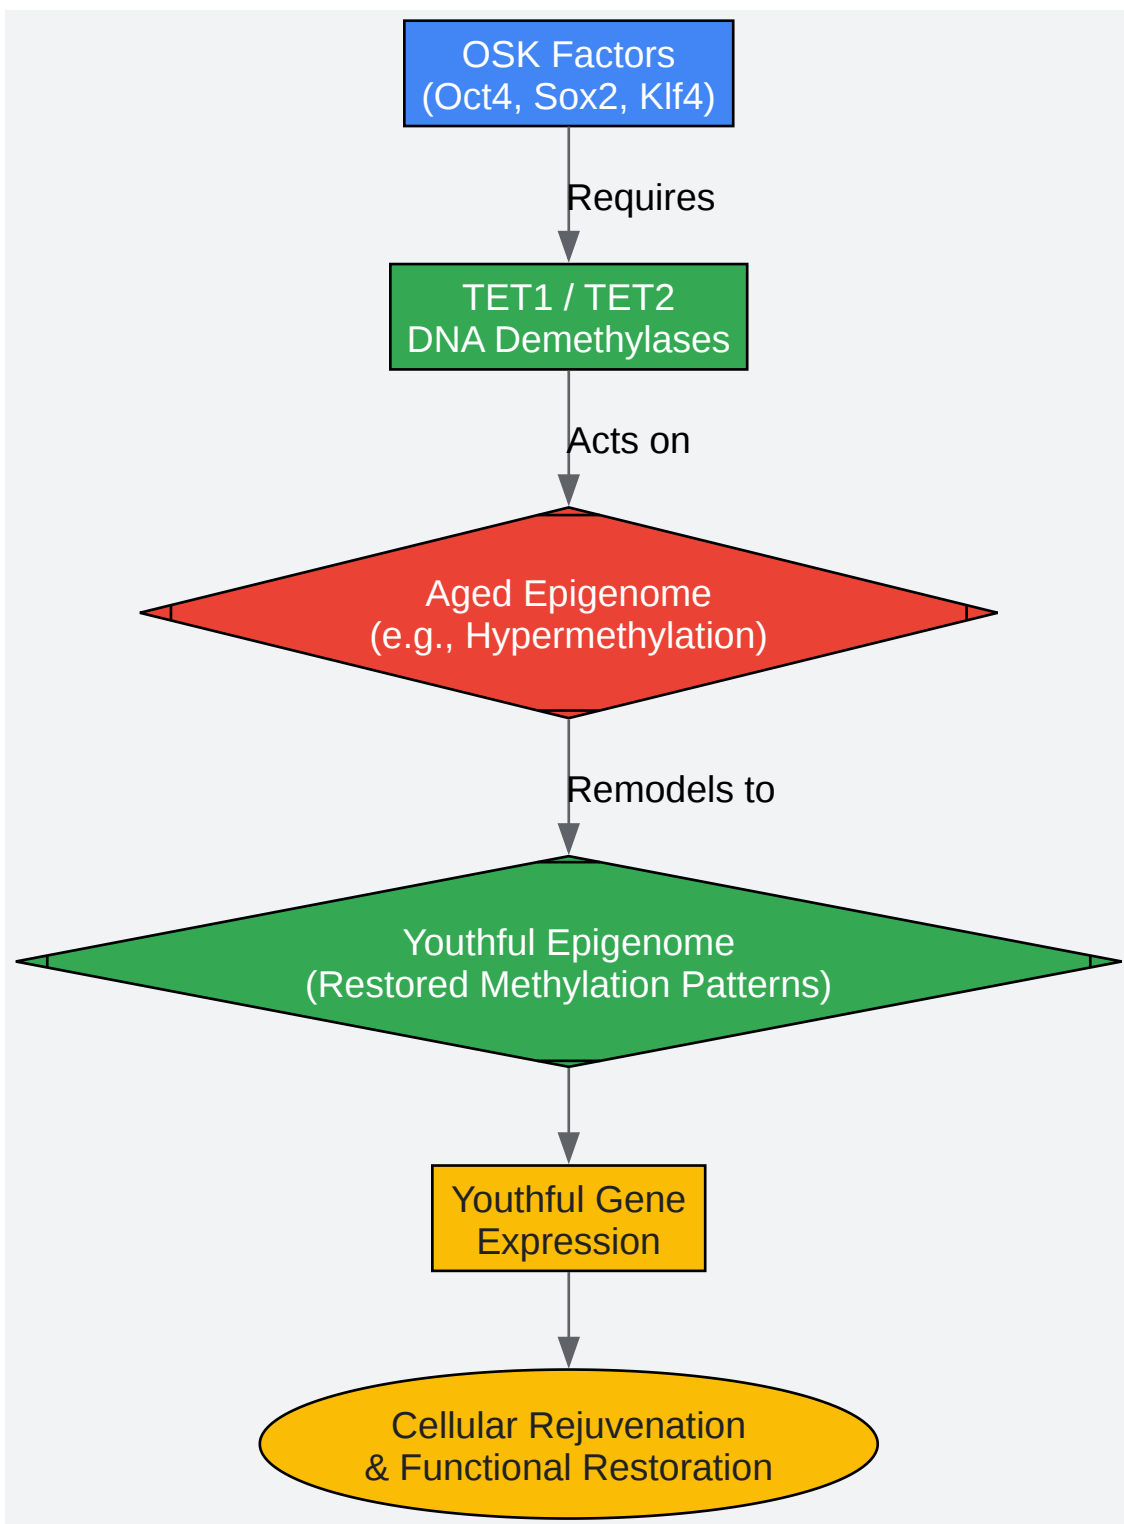 OSK Factors
(Oct4, Sox2, Klf4)
Requires
TET1 / TET2
DNA Demethylases
Acts on
Aged Epigenome
(e.g., Hypermethylation)
Remodels to
Youthful Epigenome
(Restored Methylation Patterns)
Youthful Gene
Expression
Cellular Rejuvenation
& Functional Restoration